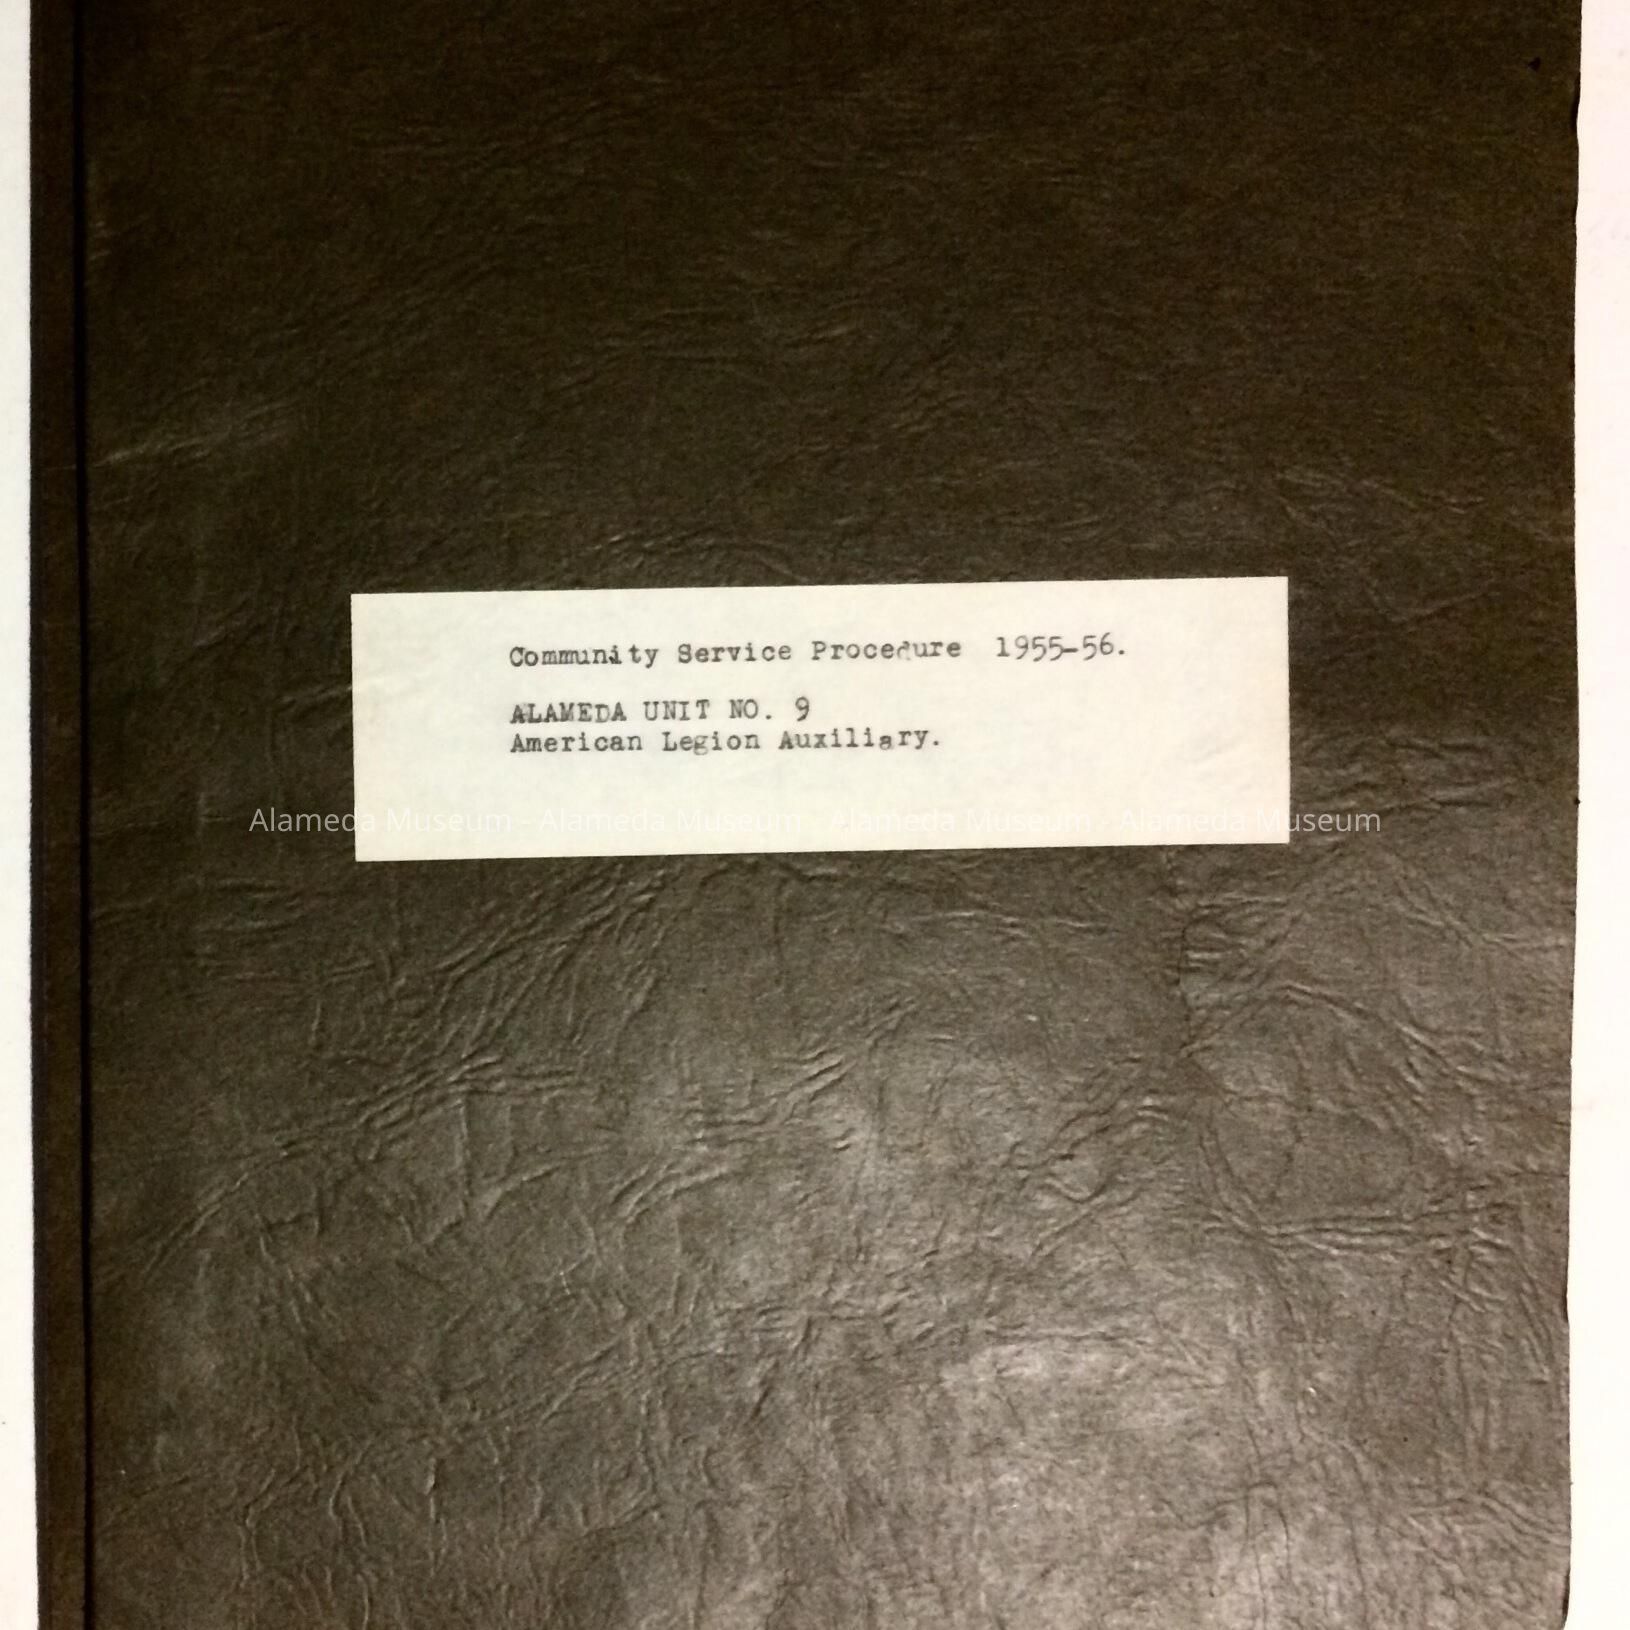 Community Service Procedure 1955-56.
ALAMEDA UNIT NO. 9
American Legion Auxiliary.
Alameda Museum - Alameda Museum - Alameda Museum - Alameda Museum